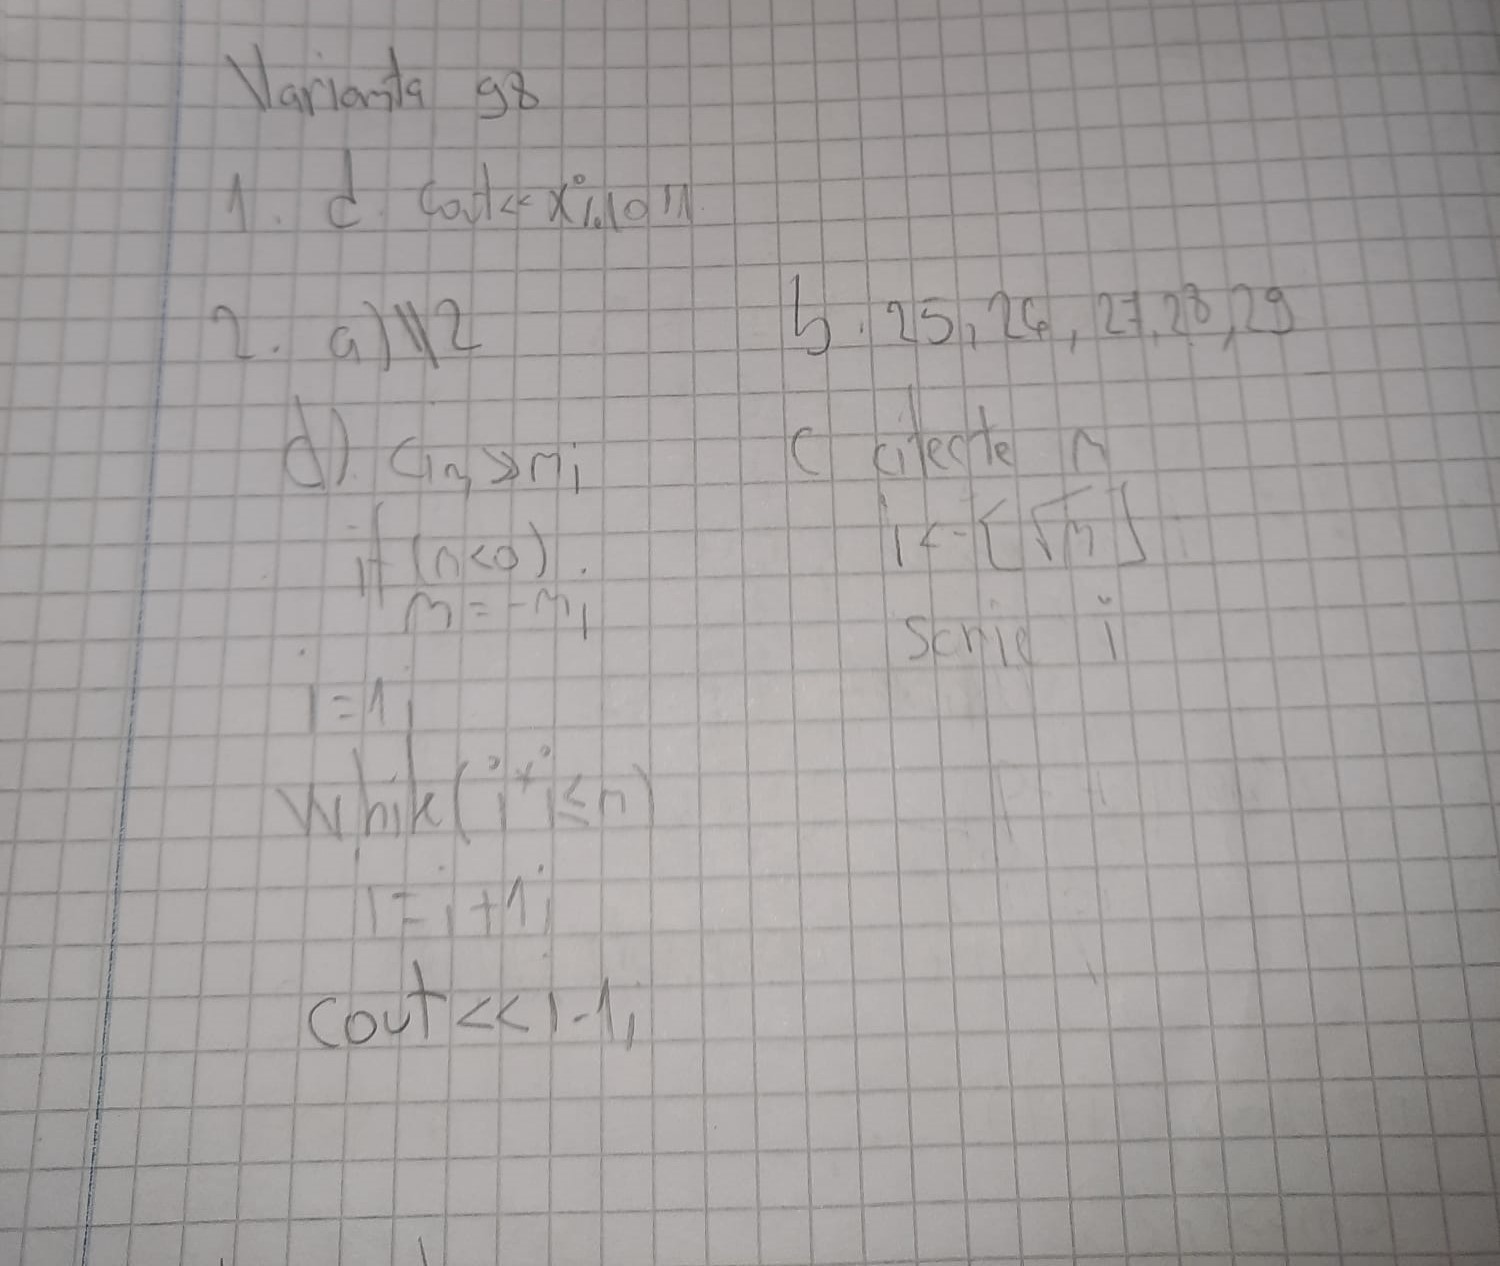 Varianta 98
1. d. cout<<x%10
2. a) 112
b. 25, 26, 27, 28, 29
d). cin>>n;
if (n<0).
n=-n;
i=1;
while(i*i≤n)
i=i+1;
cout<<i-1;
c citeste n
i<-[√n]
scrie i